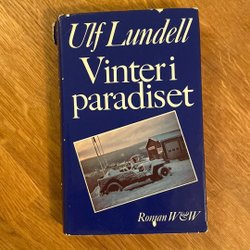 Ulf Lundell
Vinter i
paradiset
Roman W&W